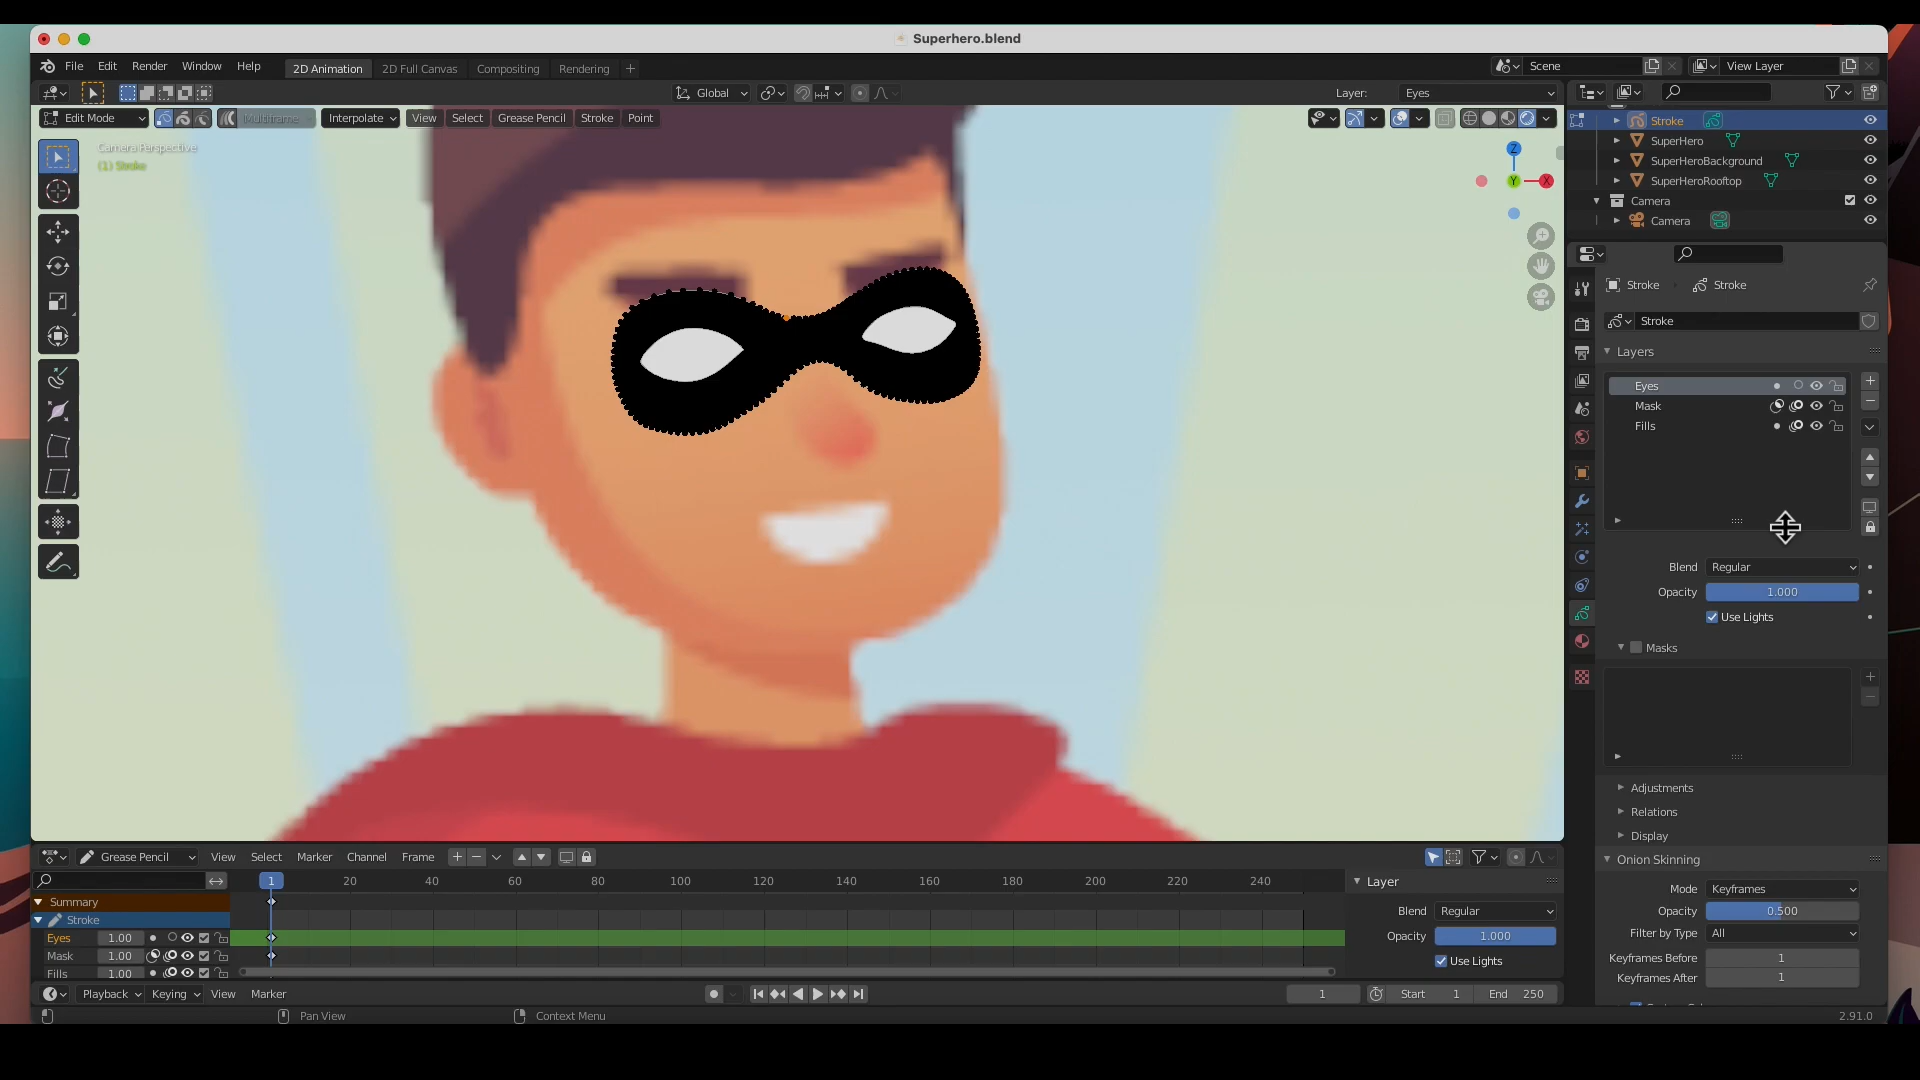 Superhero.blend
File Edit Render Window Help 2D Animation 2D Full Canvas Compositing Rendering + Scene View Layer
Global Layer: Eyes
Edit Mode Multiframe Interpolate View Select Grease Pencil Stroke Point
Camera Perspective
(1) Stroke
Z
Y X
Stroke
SuperHero
SuperHeroBackground
SuperHeroRooftop
Camera
Camera
Stroke Stroke
Stroke
Layers
Eyes
Mask
Fills
Blend Regular
Opacity 1.000
Use Lights
Masks
Adjustments
Relations
Display
Onion Skinning
Mode Keyframes
Opacity 0.500
Filter by Type All
Keyframes Before 1
Keyframes After 1
Grease Pencil View Select Marker Channel Frame
1 20 40 60 80 100 120 140 160 180 200 220 240
Summary
Stroke
Eyes 1.00
Mask 1.00
Fills 1.00
Layer
Blend Regular
Opacity 1.000
Use Lights
Playback Keying View Marker 1 Start 1 End 250
Pan View Context Menu 2.91.0